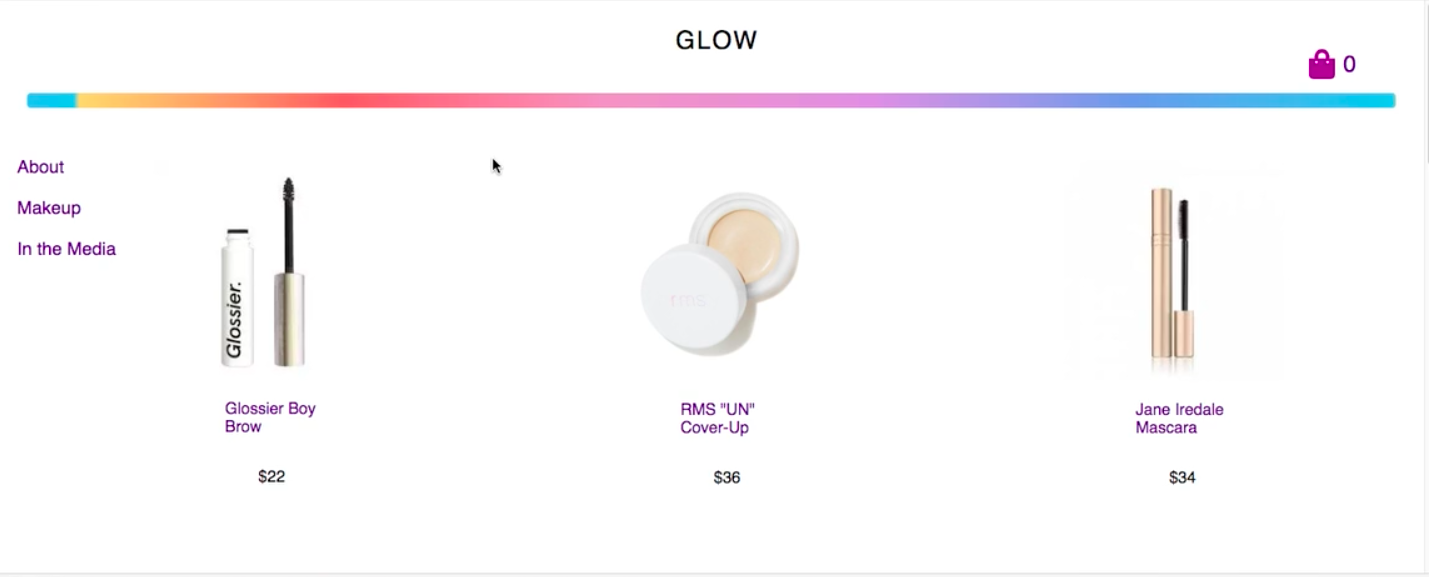 GLOW
0
About
Makeup
In the Media
Glossier.
rms
Glossier Boy
Brow
$22
RMS "UN"
Cover-Up
$36
Jane Iredale
Mascara
$34